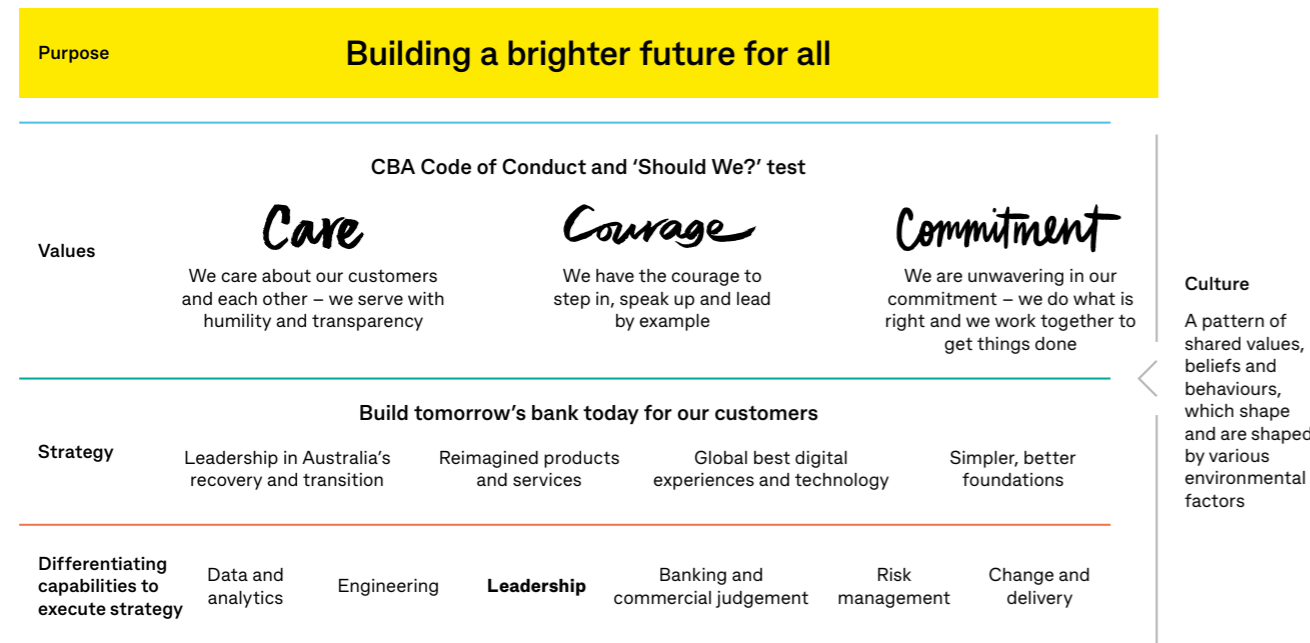 Purpose
Building a brighter future for all
CBA Code of Conduct and ‘Should We?’ test
Values
Care
We care about our customers
and each other – we serve with
humility and transparency
Courage
We have the courage to
step in, speak up and lead
by example
Commitment
We are unwavering in our
commitment – we do what is
right and we work together to
get things done
Build tomorrow’s bank today for our customers
Strategy
Leadership in Australia’s
recovery and transition
Reimagined products
and services
Global best digital
experiences and technology
Simpler, better
foundations
Differentiating
capabilities to
execute strategy
Data and
analytics
Engineering
Leadership
Banking and
commercial judgement
Risk
management
Change and
delivery
Culture
A pattern of
shared values,
beliefs and
behaviours,
which shape
and are shaped
by various
environmental
factors